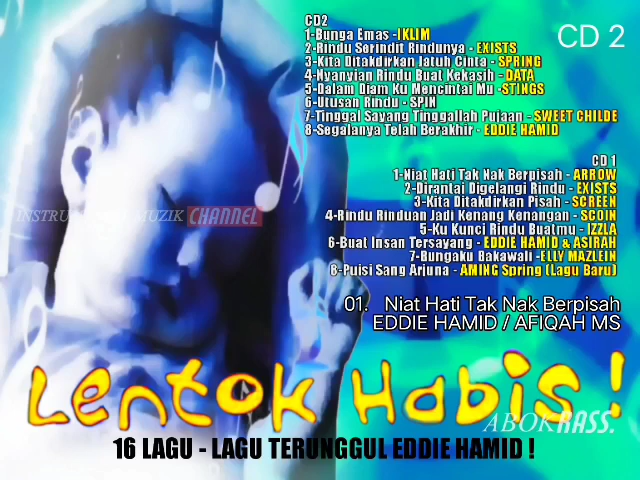 CD2
1-Bunga Emas -IKLIM
2-Rindu Serindit Rindunya - EXISTS
3-Kita Ditakdirkan Jatuh Cinta - SPRING
4-Nyanyian Rindu Buat Kekasih - DATA
5-Dalam Diam Ku Mencintai Mu -STINGS
6-Utusan Rindu - SPIN
7-Tinggal Sayang Tinggallah Pujaan - SWEET CHILDE
8-Segalanya Telah Berakhir - EDDIE HAMID
CD 2
CD 1
1-Niat Hati Tak Nak Berpisah - ARROW
2-Dirantai Digelangi Rindu - EXISTS
3-Kita Ditakdirkan Pisah - SCREEN
4-Rindu Rinduan Jadi Kenang Kenangan - SCOIN
5-Ku Kunci Rindu Buatmu - IZZLA
6-Buat Insan Tersayang - EDDIE HAMID & ASIRAH
7-Bungaku Bakawali -ELLY MAZLEIN
8-Puisi Sang Arjuna - AMING Spring (Lagu Baru)
MUZIK CHANNEL
01. Niat Hati Tak Nak Berpisah
EDDIE HAMID / AFIQAH MS
Lentok Habis !
ABOKRASS.
16 LAGU - LAGU TERUNGGUL EDDIE HAMID !